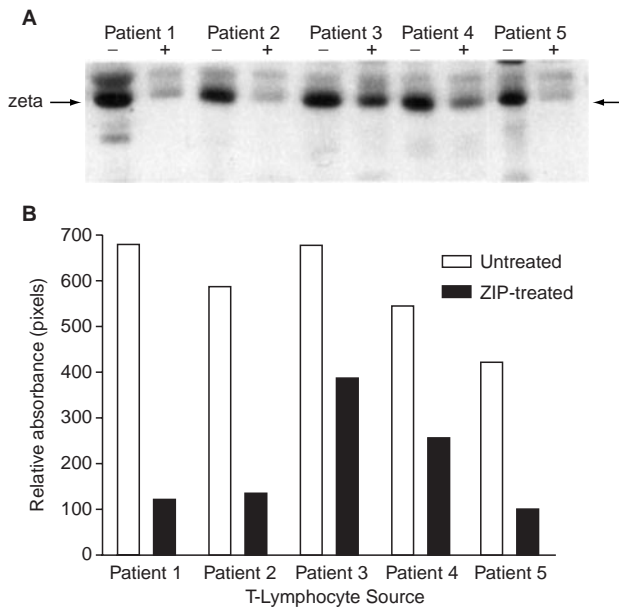 A
Patient 1 Patient 2 Patient 3 Patient 4 Patient 5
– + – + – + – + – +
zeta
B
700
600
500
400
300
200
100
0
Relative absorbance (pixels)
Untreated
ZIP-treated
Patient 1 Patient 2 Patient 3 Patient 4 Patient 5
T-Lymphocyte Source